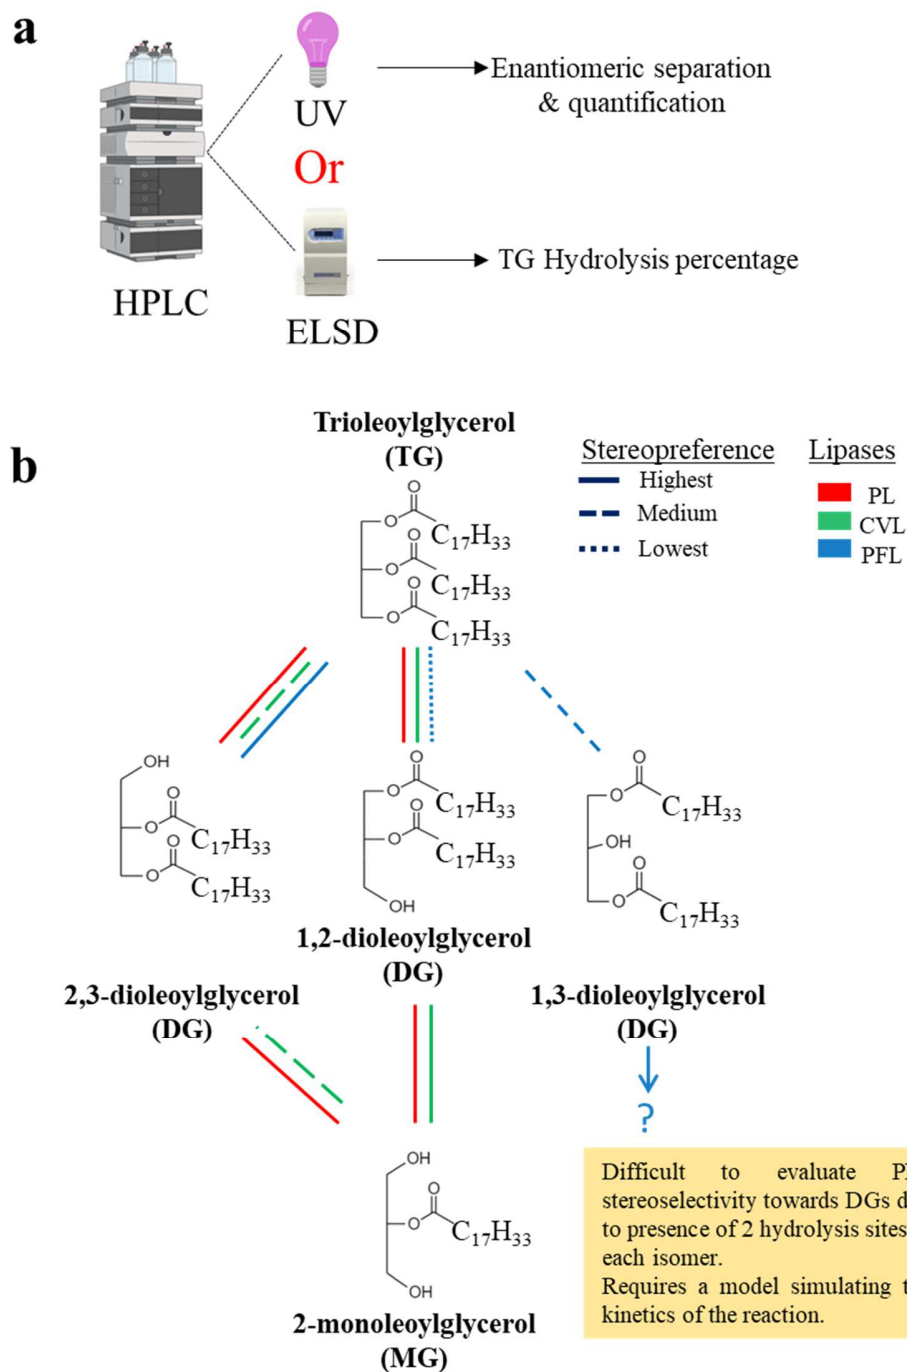 a
UV
Or
HPLC
ELSD
Enantiomeric separation
& quantification
TG Hydrolysis percentage
b
Trioleoylglycerol
(TG)
Stereopreference
Highest
Medium
Lowest
Lipases
PL
CVL
PFL
O
O
C₁₇H₃₃
O
O
C₁₇H₃₃
O
O
C₁₇H₃₃
OH
O
O
C₁₇H₃₃
O
O
C₁₇H₃₃
2,3-dioleoylglycerol
(DG)
O
O
C₁₇H₃₃
O
O
C₁₇H₃₃
OH
1,2-dioleoylglycerol
(DG)
O
O
C₁₇H₃₃
OH
O
O
C₁₇H₃₃
1,3-dioleoylglycerol
(DG)
?
OH
O
O
C₁₇H₃₃
OH
2-monoleoylglycerol
(MG)
Difficult to evaluate
stereoselectivity towards DGs
to presence of 2 hydrolysis sites
each isomer.
Requires a model simulating
kinetics of the reaction.